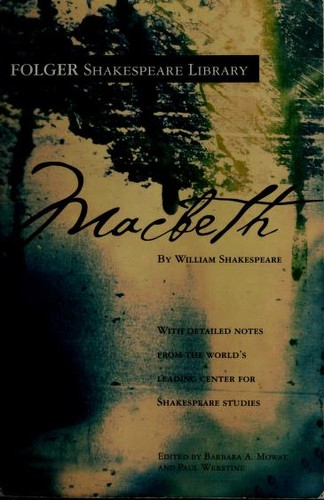 FOLGER SHAKESPEARE LIBRARY
Macbeth
BY WILLIAM SHAKESPEARE
WITH DETAILED NOTES
FROM THE WORLD'S
LEADING CENTER FOR
SHAKESPEARE STUDIES
EDITED BY BARBARA A. MOWAT
AND PAUL WERSTINE